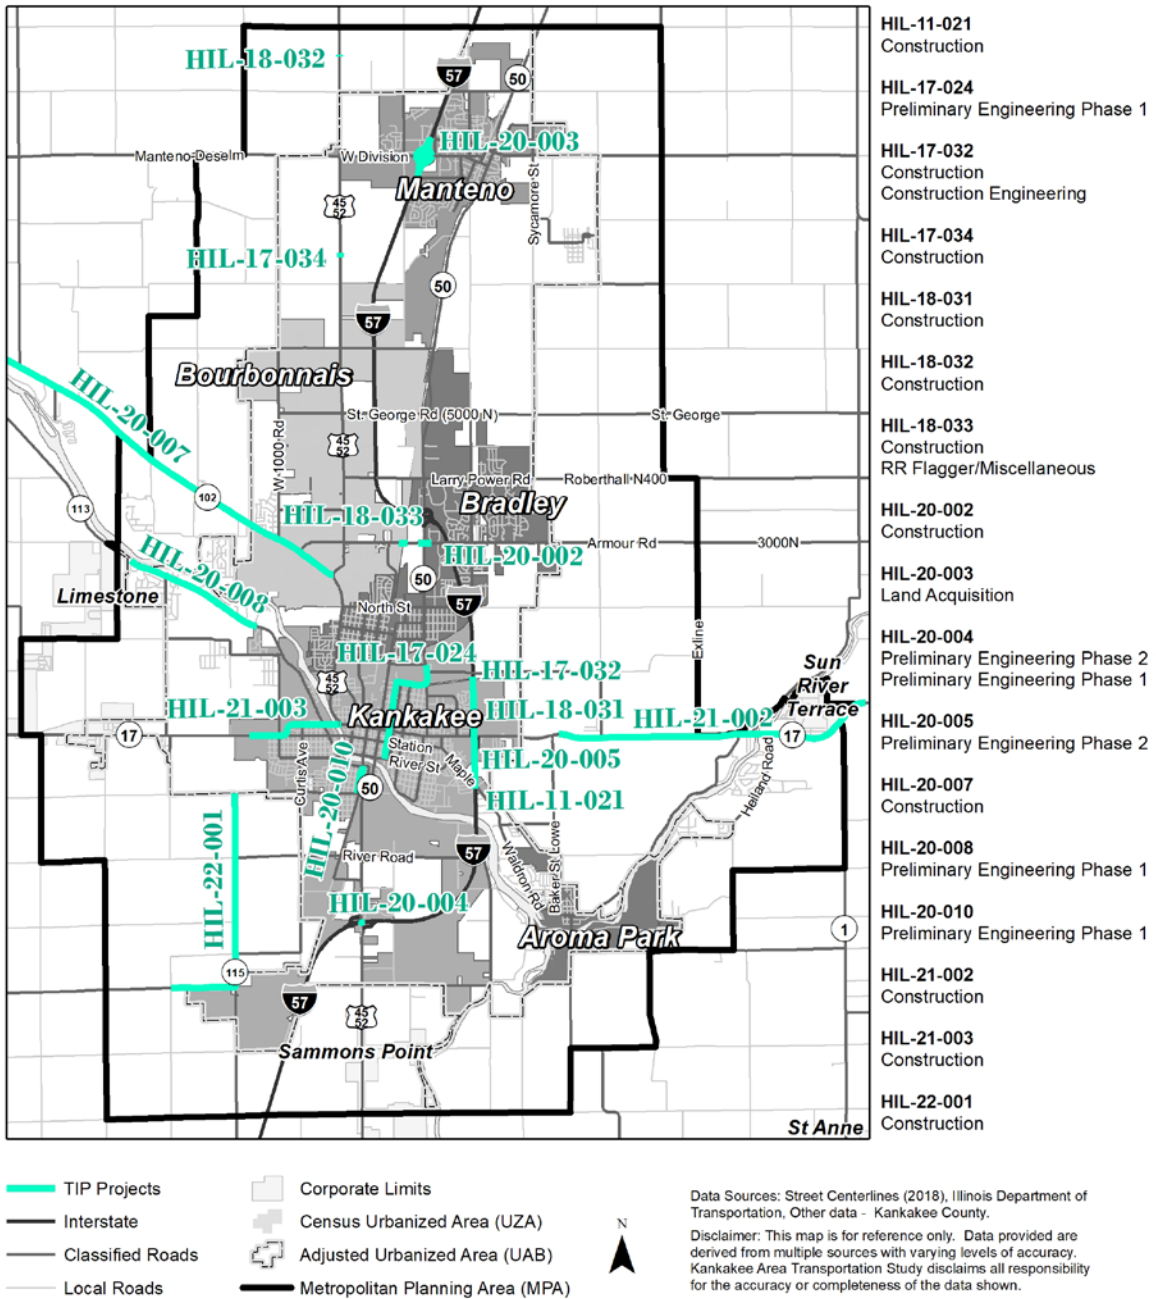 HIL-18-032
57
50
HIL-20-003
Manteno-Deselm
W Division
Manteno
Sycamore St
45
52
HIL-17-034
50
57
Bourbonnais
HIL-20-007
St. George Rd (5000 N)
St. George
W 1000 Rd
45
52
Larry Power Rd
Roberthall N400
Bradley
102
113
HIL-18-033
Armour Rd
3000N
HIL-20-002
HIL-20-008
50
Limestone
North St
57
Exline
HIL-17-024
HIL-17-032
Sun
River
Terrace
45
52
HIL-21-003
Kankakee
HIL-18-031
HIL-21-002
17
17
Station
River St
Maple
HIL-20-005
Curtis Ave
HIL-20-010
50
HIL-11-021
Heiland Road
HIL-22-001
River Road
57
Waldron Rd
Baker/St Lowe
HIL-20-004
Aroma Park
1
115
57
45
52
Sammons Point
St Anne
HIL-11-021
Construction
HIL-17-024
Preliminary Engineering Phase 1
HIL-17-032
Construction
Construction Engineering
HIL-17-034
Construction
HIL-18-031
Construction
HIL-18-032
Construction
HIL-18-033
Construction
RR Flagger/Miscellaneous
HIL-20-002
Construction
HIL-20-003
Land Acquisition
HIL-20-004
Preliminary Engineering Phase 2
Preliminary Engineering Phase 1
HIL-20-005
Preliminary Engineering Phase 2
HIL-20-007
Construction
HIL-20-008
Preliminary Engineering Phase 1
HIL-20-010
Preliminary Engineering Phase 1
HIL-21-002
Construction
HIL-21-003
Construction
HIL-22-001
Construction
TIP Projects
Interstate
Classified Roads
Local Roads
Corporate Limits
Census Urbanized Area (UZA)
Adjusted Urbanized Area (UAB)
Metropolitan Planning Area (MPA)
N
Data Sources: Street Centerlines (2018), Illinois Department of
Transportation, Other data - Kankakee County.
Disclaimer: This map is for reference only. Data provided are
derived from multiple sources with varying levels of accuracy.
Kankakee Area Transportation Study disclaims all responsibility
for the accuracy or completeness of the data shown.